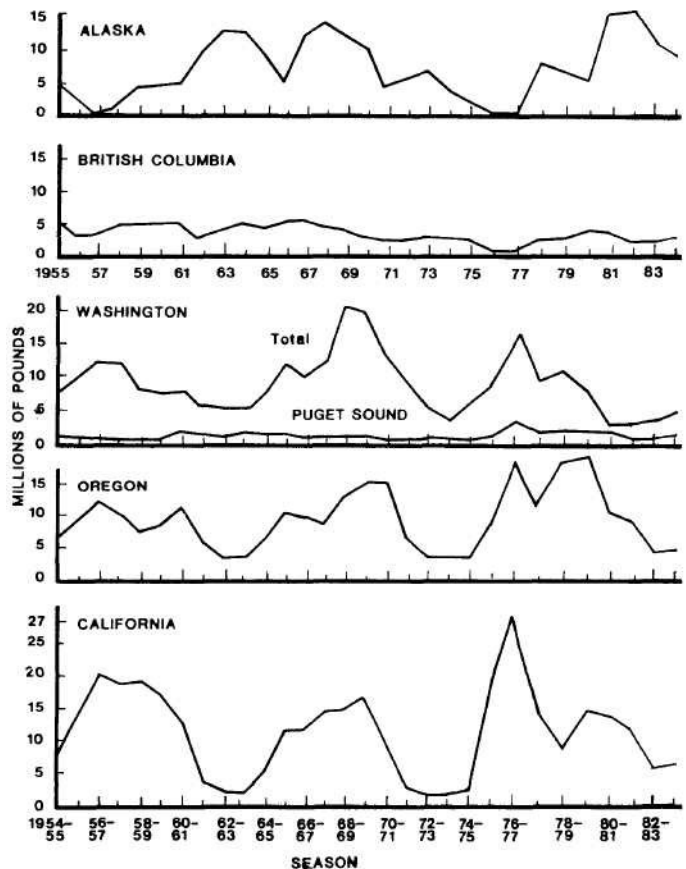 ALASKA
15
10
5
0
BRITISH COLUMBIA
15
10
5
0
1955 57 59 61 63 65 67 69 71 73 75 77 79 81 83
MILLIONS OF POUNDS
WASHINGTON
Total
PUGET SOUND
20
15
10
5
0
OREGON
15
10
5
0
CALIFORNIA
27
25
20
15
10
5
0
1954– 56– 58– 60– 62– 64– 66– 68– 70– 72– 74– 76– 78– 80– 82–
55 57 59 61 63 65 67 69 71 73 75 77 79 81 83
SEASON